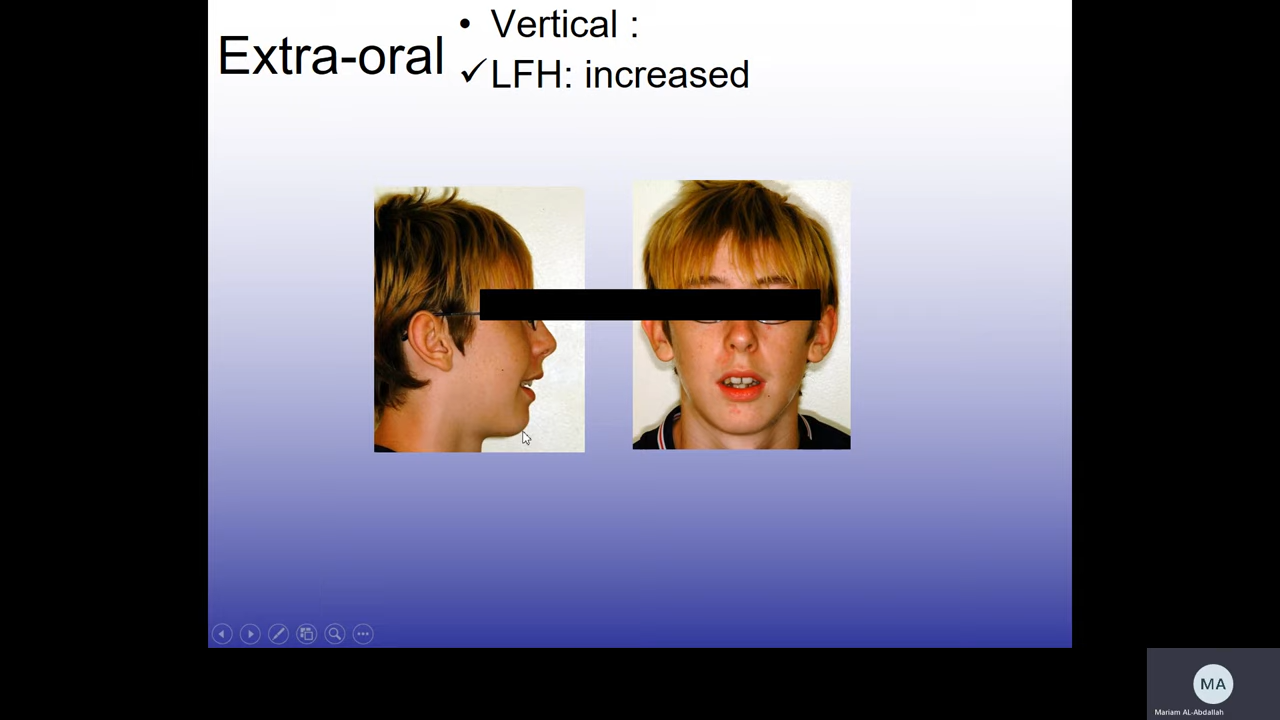 Extra-oral
• Vertical :
✓LFH: increased
MA
Mariam AL-Abdallah